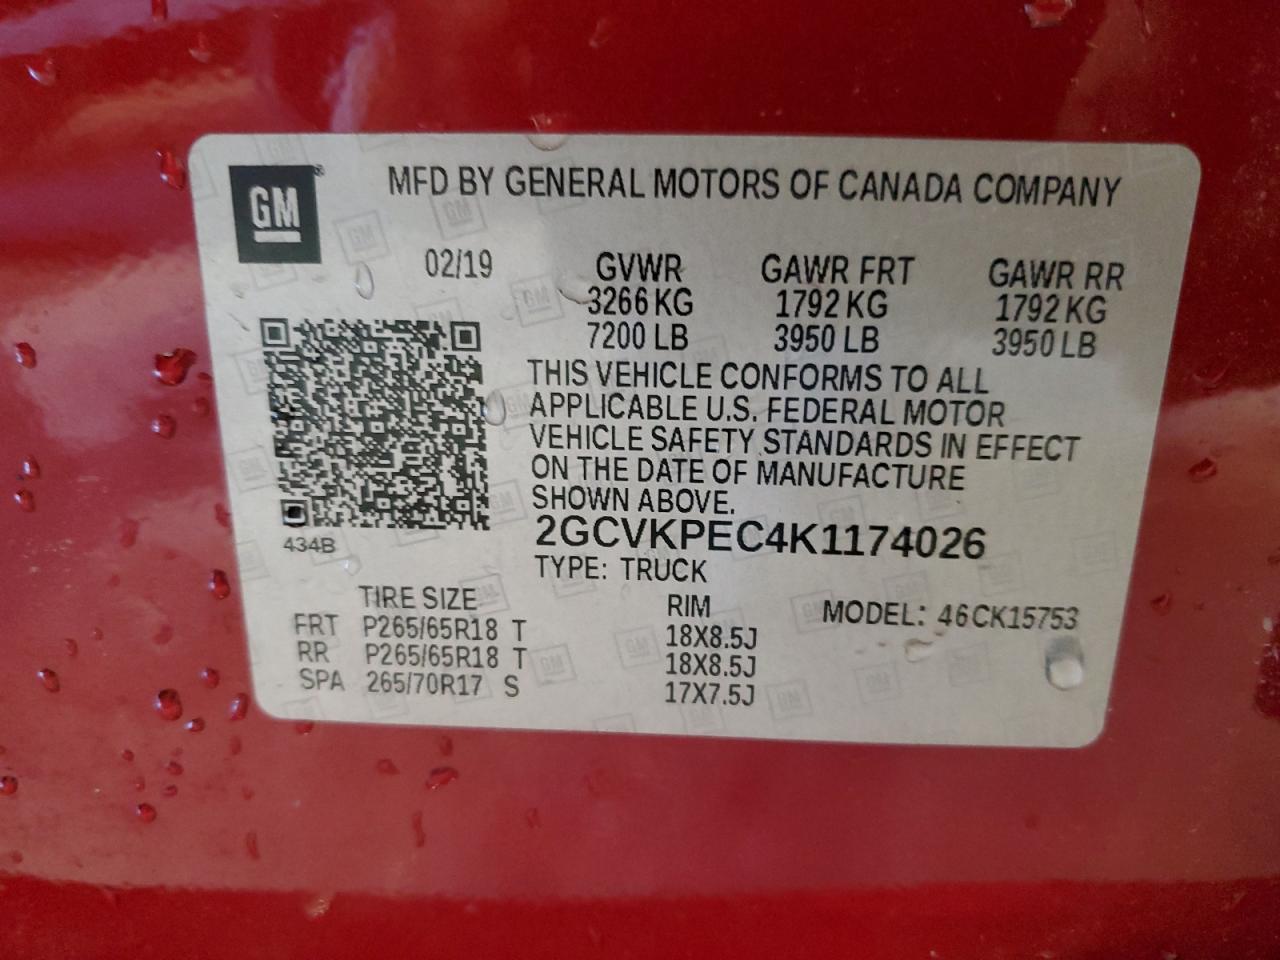 GM®
MFD BY GENERAL MOTORS OF CANADA COMPANY
02/19 GVWR GAWR FRT GAWR RR
3266 KG 1792 KG 1792 KG
7200 LB 3950 LB 3950 LB
THIS VEHICLE CONFORMS TO ALL
APPLICABLE U.S. FEDERAL MOTOR
VEHICLE SAFETY STANDARDS IN EFFECT
ON THE DATE OF MANUFACTURE
SHOWN ABOVE.
434B
2GCVKPEC4K1174026
TYPE: TRUCK
TIRE SIZE RIM MODEL: 46CK15753
FRT P265/65R18 T 18X8.5J
RR P265/65R18 T 18X8.5J
SPA 265/70R17 S 17X7.5J